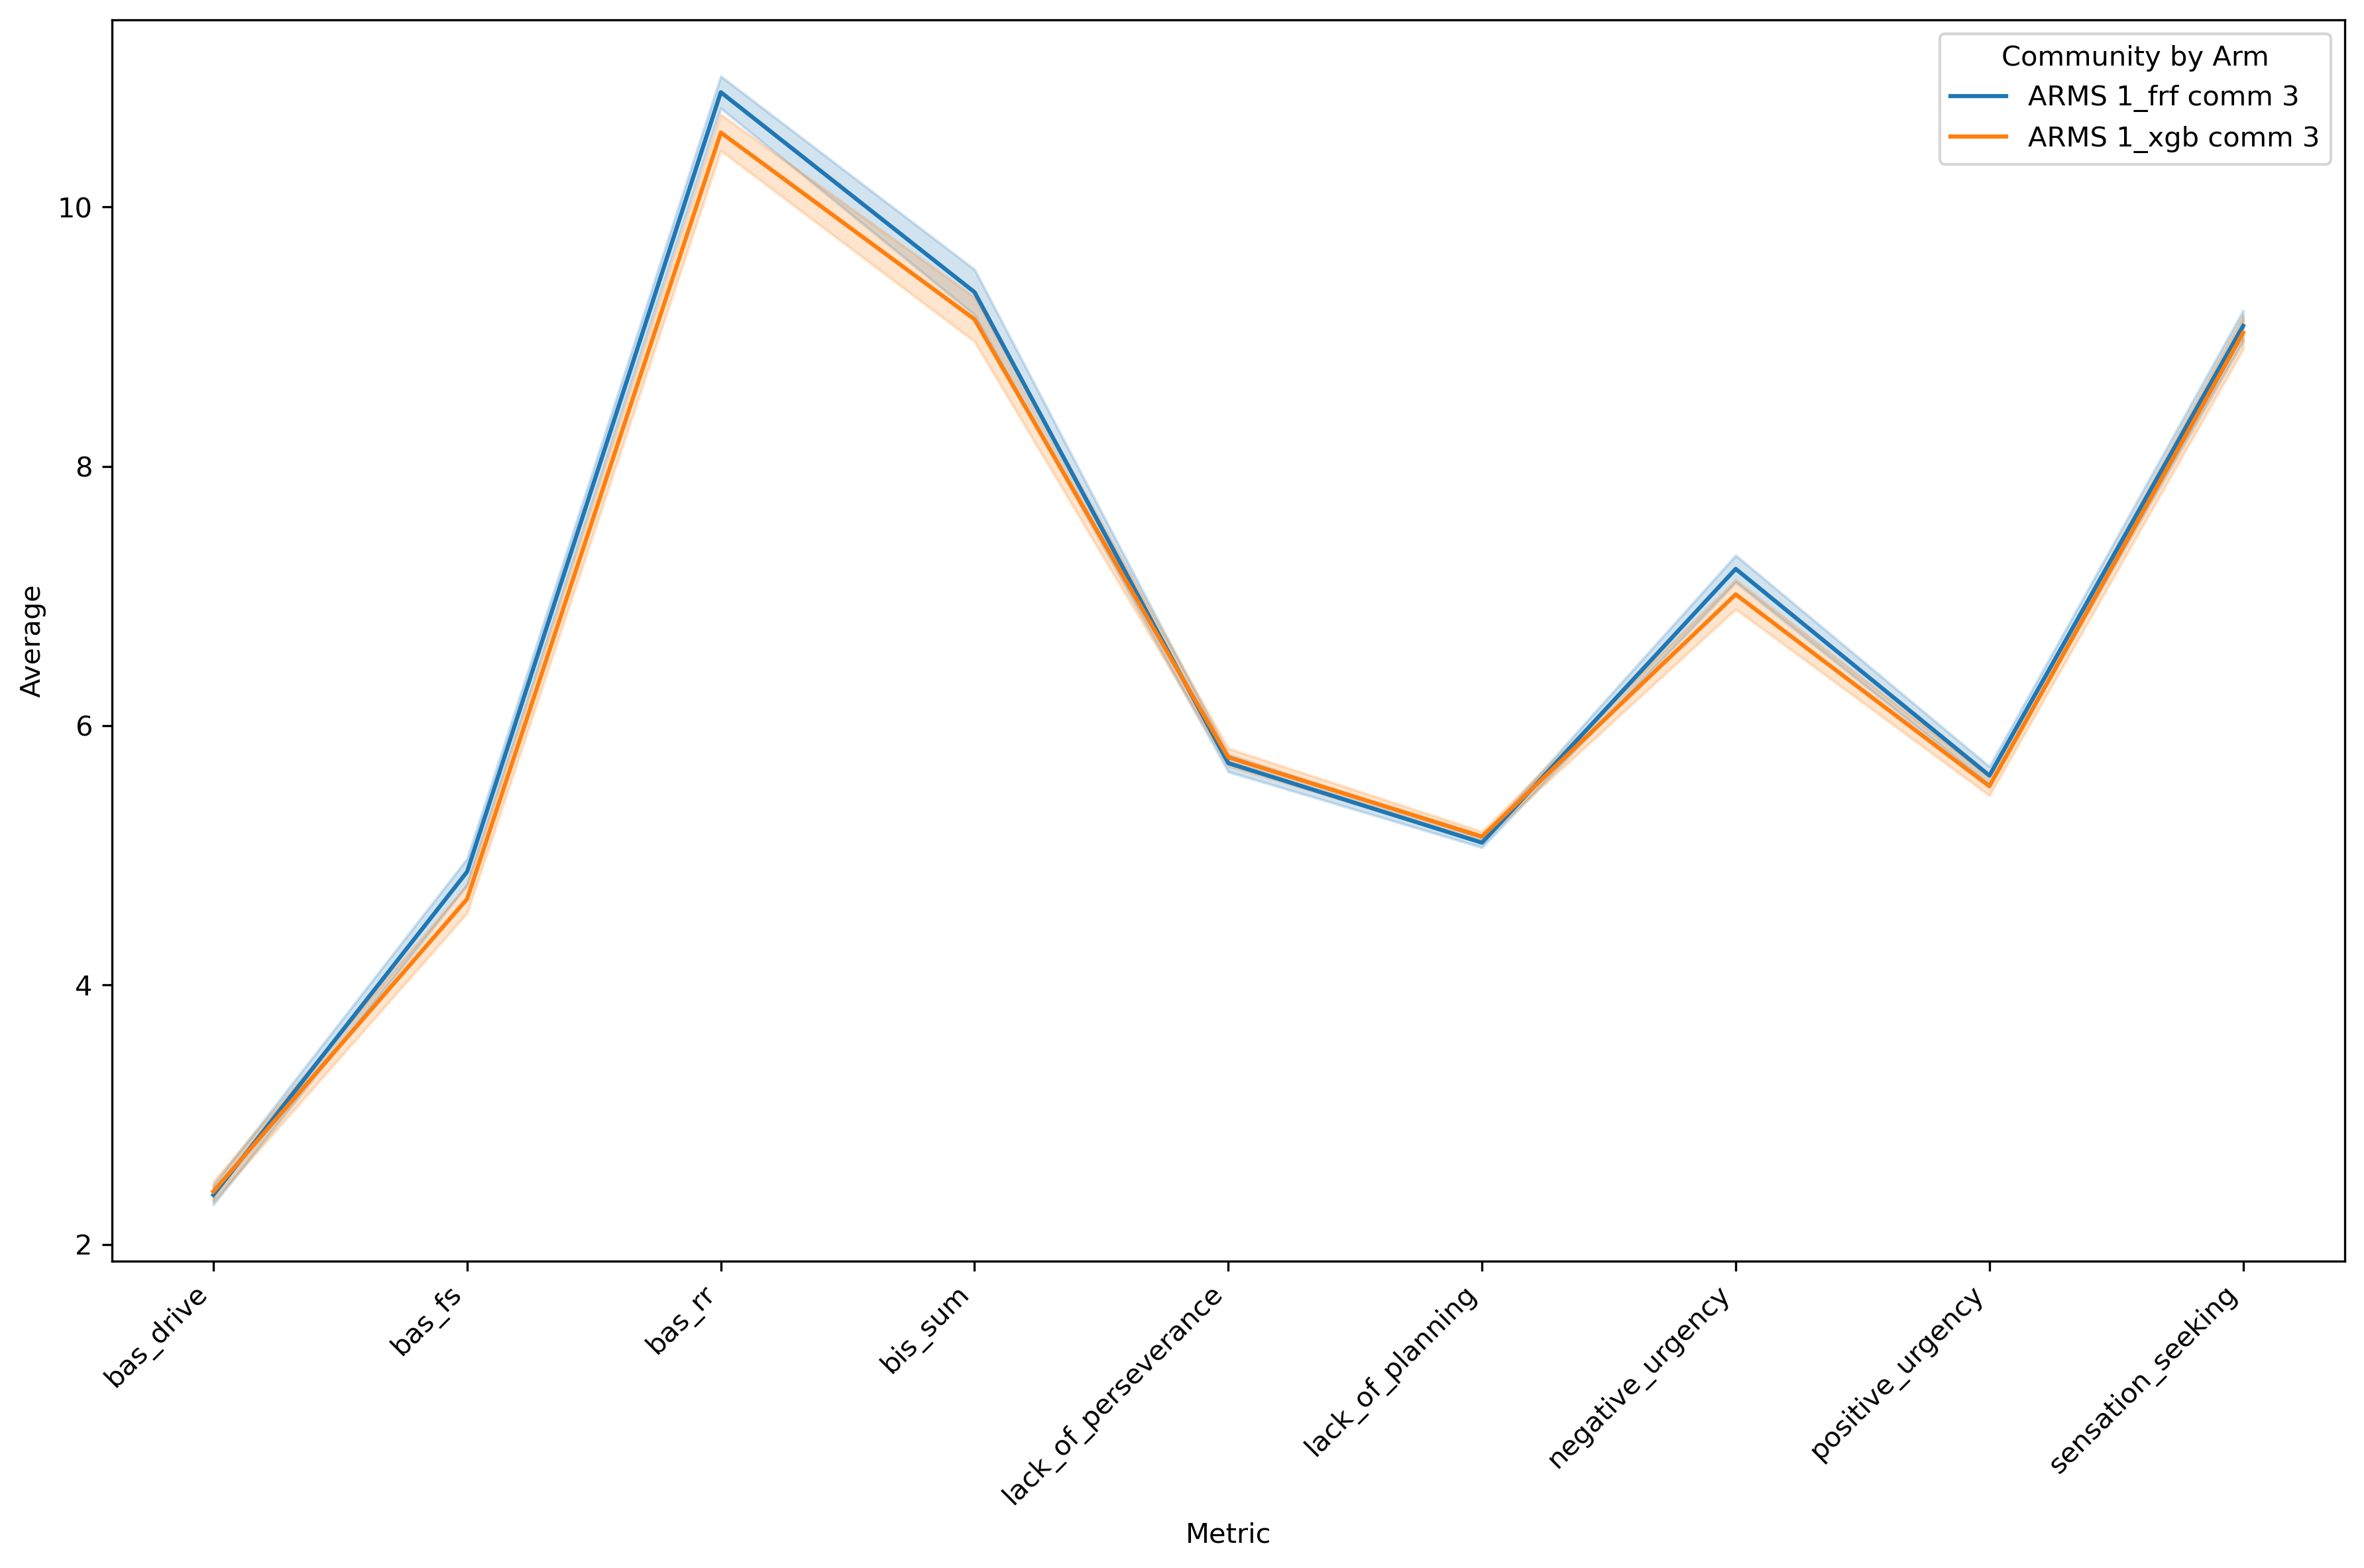 Community by Arm
ARMS 1_frf comm 3
ARMS 1_xgb comm 3
Average
10
8
6
4
2
bas_drive
bas_fs
bas_rr
bis_sum
lack_of_perseverance
lack_of_planning
negative_urgency
positive_urgency
sensation_seeking
Metric